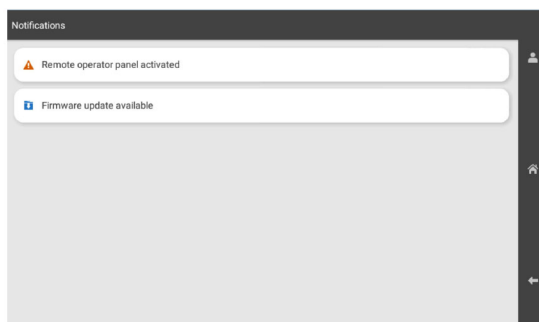 Notifications
Remote operator panel activated
Firmware update available